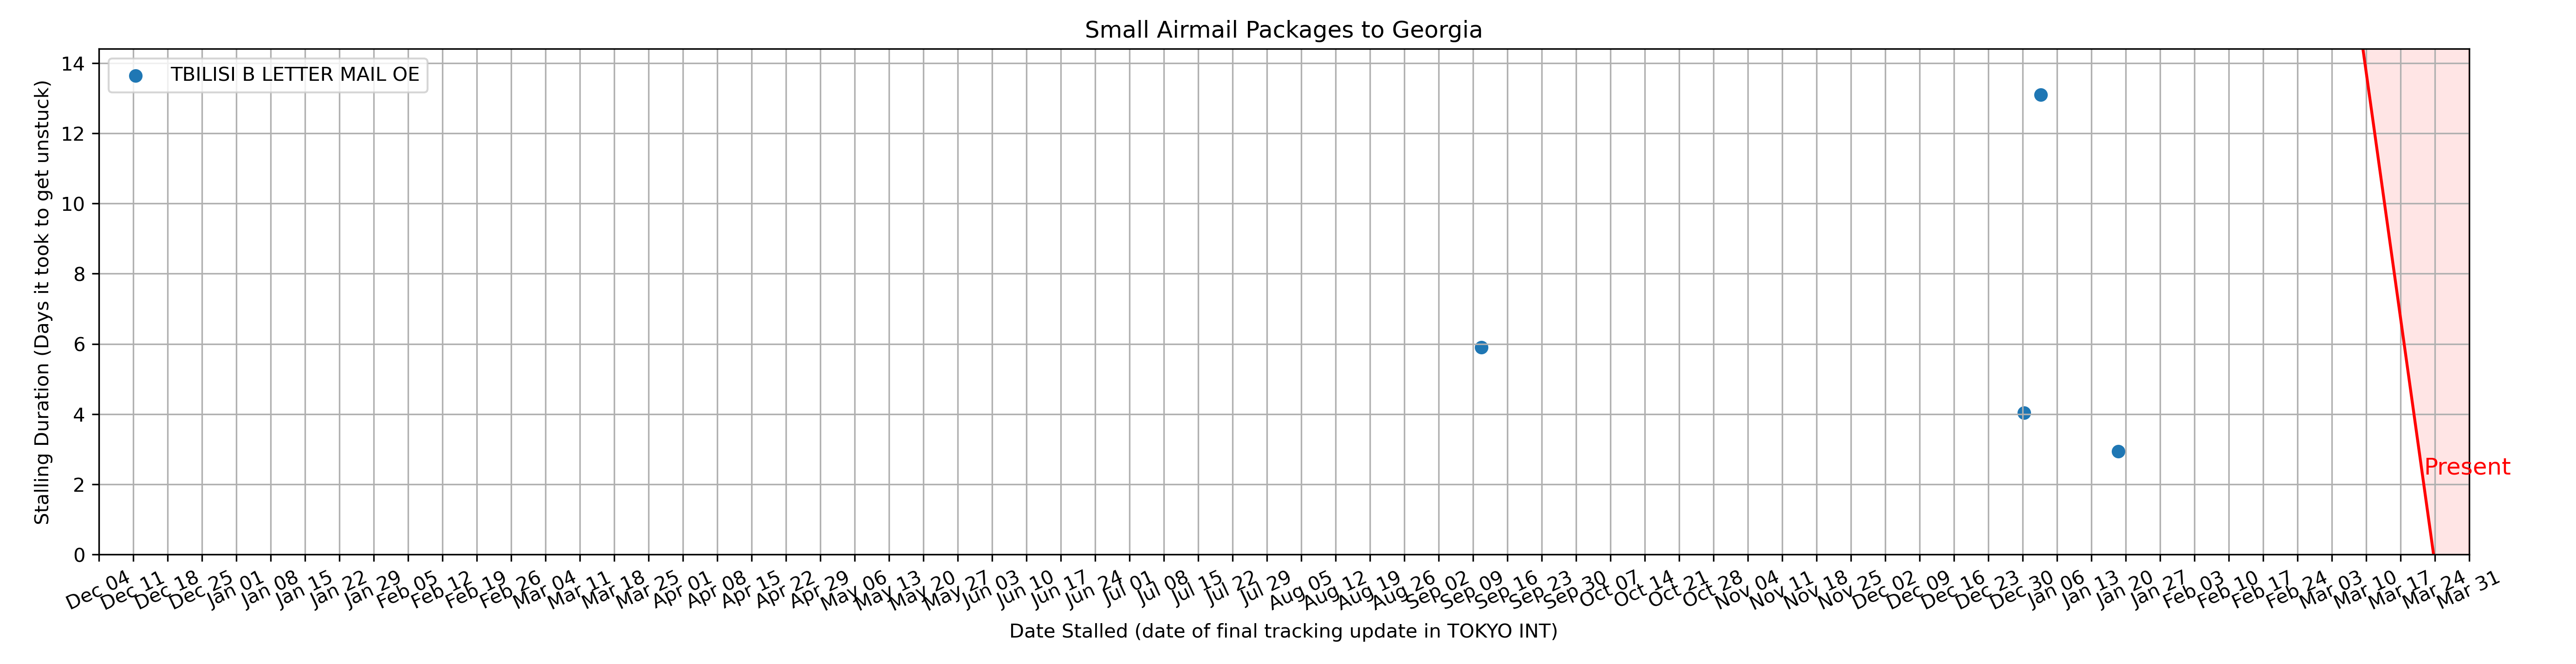 Small Airmail Packages to Georgia
TBILISI B LETTER MAIL OE
Stalling Duration (Days it took to get unstuck)
14
12
10
8
6
4
2
0
Present
Dec 04 Dec 11 Dec 18 Dec 25 Jan 01 Jan 08 Jan 15 Jan 22 Jan 29 Feb 05 Feb 12 Feb 19 Feb 26 Mar 04 Mar 11 Mar 18 Mar 25 Apr 01 Apr 08 Apr 15 Apr 22 Apr 29 May 06 May 13 May 20 May 27 Jun 03 Jun 10 Jun 17 Jun 24 Jul 01 Jul 08 Jul 15 Jul 22 Jul 29 Aug 05 Aug 12 Aug 19 Aug 26 Sep 02 Sep 09 Sep 16 Sep 23 Sep 30 Oct 07 Oct 14 Oct 21 Oct 28 Nov 04 Nov 11 Nov 18 Nov 25 Dec 02 Dec 09 Dec 16 Dec 23 Dec 30 Jan 06 Jan 13 Jan 20 Jan 27 Feb 03 Feb 10 Feb 17 Feb 24 Mar 03 Mar 10 Mar 17 Mar 24 Mar 31
Date Stalled (date of final tracking update in TOKYO INT)